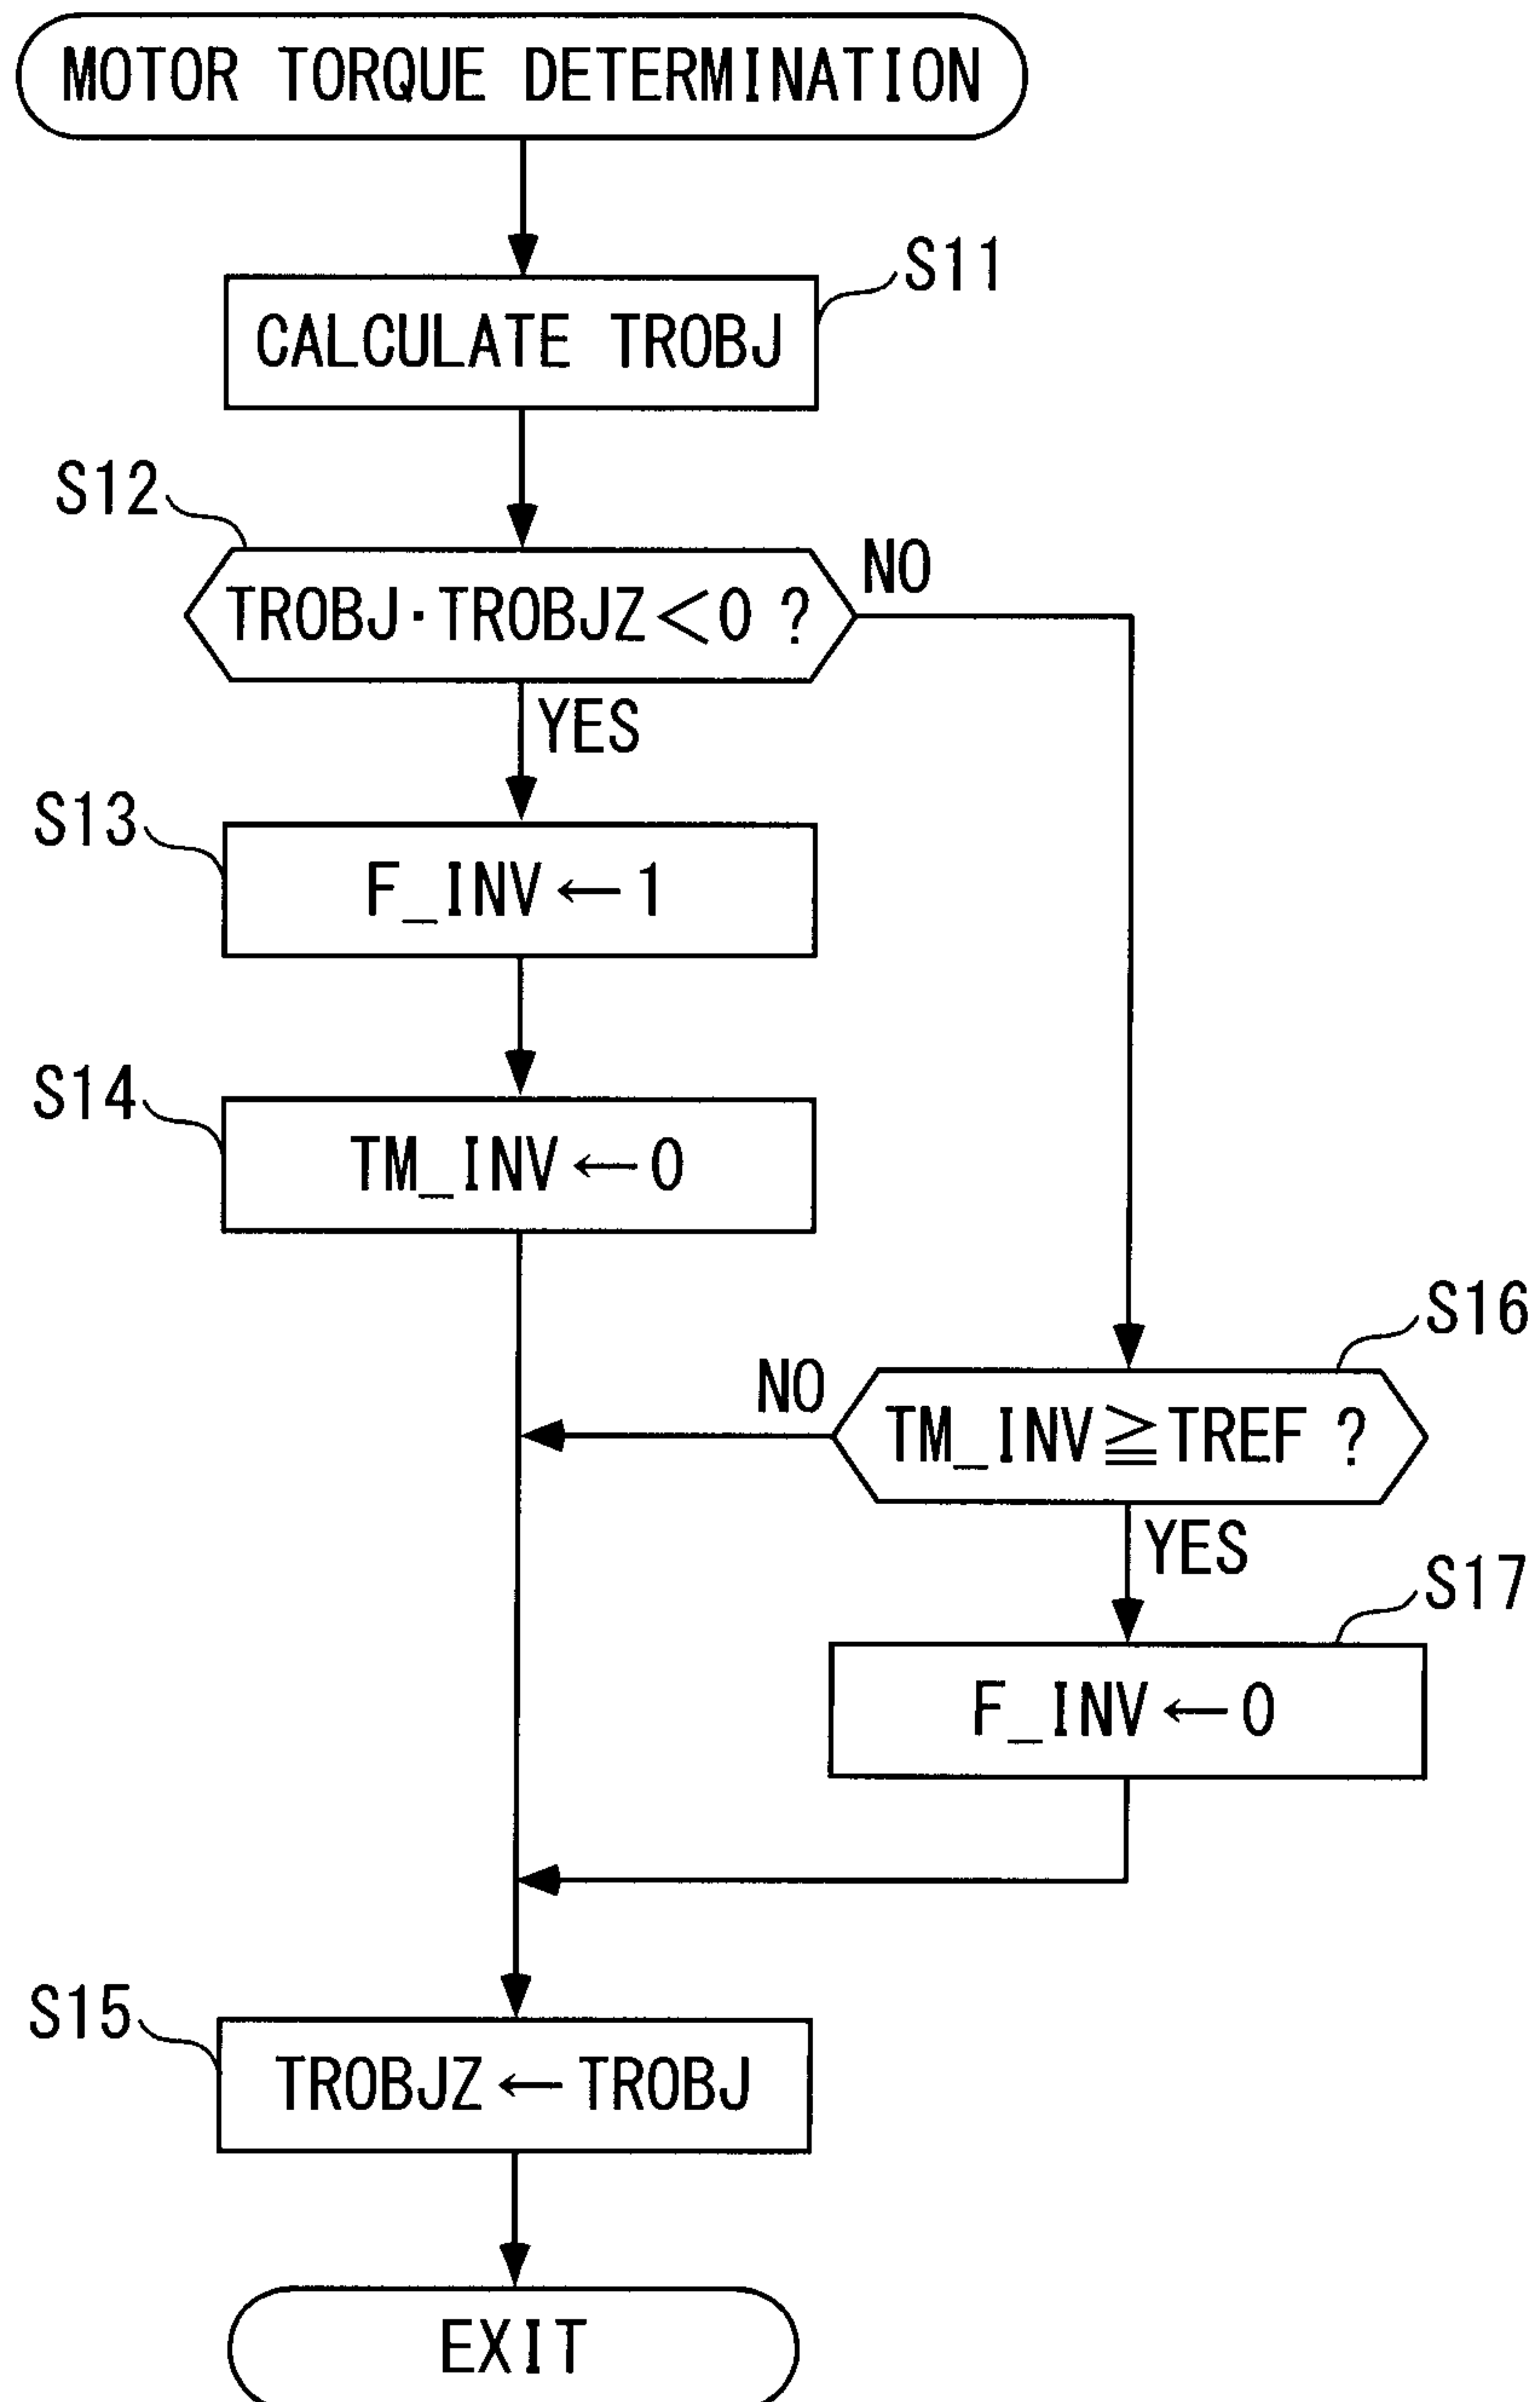 MOTOR TORQUE DETERMINATION
S11
CALCULATE TROBJ
S12
TROBJ·TROBJZ<0 ?
NO
YES
S13
F_INV←1
S14
TM_INV←0
S16
TM_INV≧TREF ?
NO
YES
S17
F_INV←0
S15
TROBJZ←TROBJ
EXIT